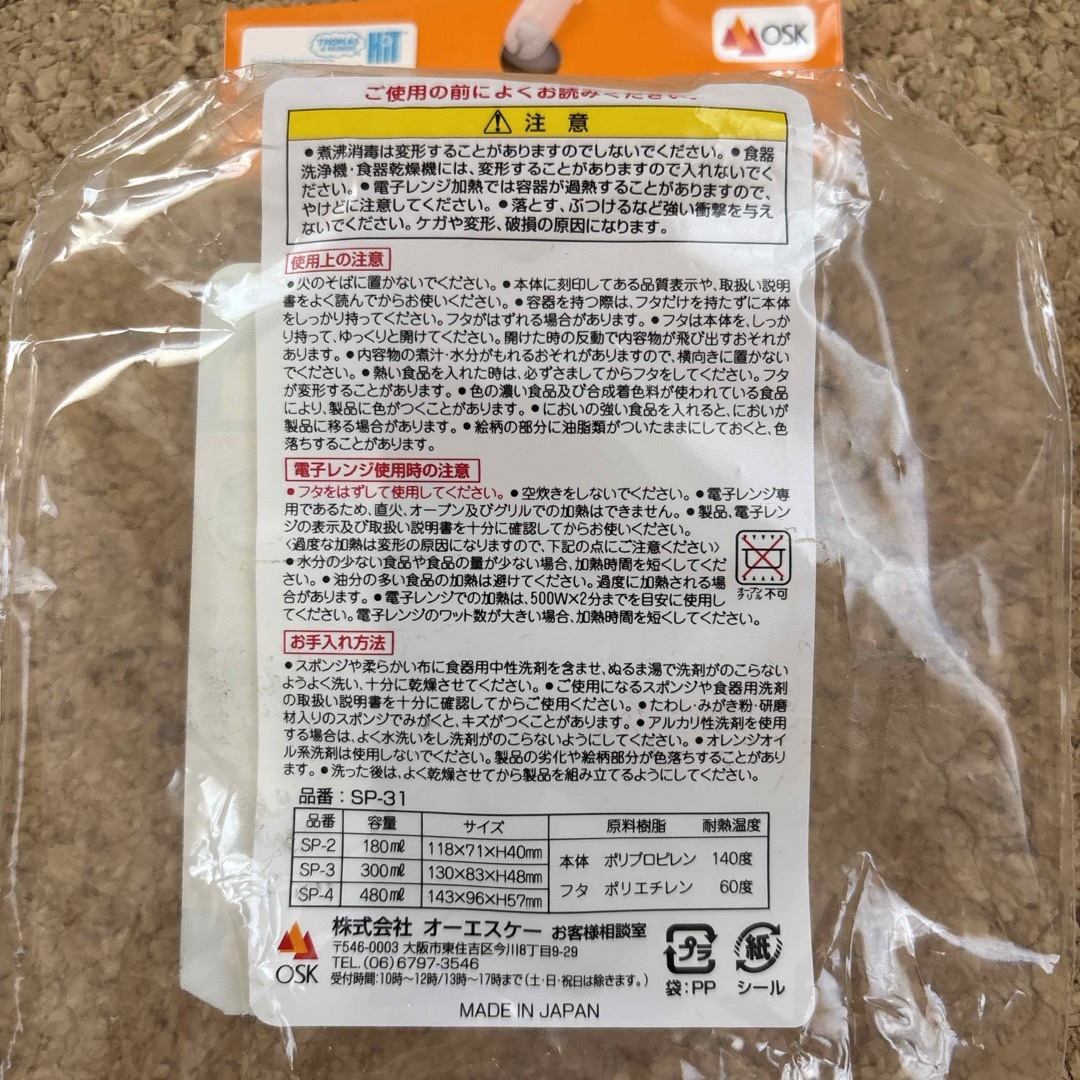 THOMAS
& FRIENDS
HiT
OSK
ご使用の前によくお読みください。
注 意
●煮沸消毒は変形することがありますのでしないでください。●食器
洗浄機・食器乾燥機には、変形することがありますので入れないでく
ださい。●電子レンジ加熱では容器が過熱することがありますので、
やけどに注意してください。●落とす、ぶつけるなど強い衝撃を与え
ないでください。ケガや変形、破損の原因になります。
使用上の注意
●火のそばに置かないでください。●本体に刻印してある品質表示や、取扱い説明
書をよく読んでからお使いください。●容器を持つ際は、フタだけを持たずに本体
をしっかり持ってください。フタがはずれる場合があります。●フタは本体を、しっか
り持って、ゆっくりと開けてください。開けた時の反動で内容物が飛び出すおそれが
あります。●内容物の煮汁・水分がもれるおそれがありますので、横向きに置かない
でください。●熱い食品を入れた時は、必ずさましてからフタをしてください。フタ
が変形することがあります。●色の濃い食品及び合成着色料が使われている食品
により、製品に色がつくことがあります。●においの強い食品を入れると、においが
製品に移る場合があります。●絵柄の部分に油脂類がついたままにしておくと、色
落ちすることがあります。
電子レンジ使用時の注意
●フタをはずして使用してください。●空炊きをしないでください。●電子レンジ専
用であるため、直火、オーブン及びグリルでの加熱はできません。●製品、電子レン
ジの表示及び取扱い説明書を十分に確認してからお使いください。
〈過度な加熱は変形の原因になりますので、下記の点にご注意ください〉
●水分の少ない食品や食品の量が少ない場合、加熱時間を短くしてくだ
さい。●油分の多い食品の加熱は避けてください。過度に加熱される場
合があります。●電子レンジでの加熱は、500W×2分までを目安に使用し
てください。電子レンジのワット数が大きい場合、加熱時間を短くしてください。
不可
お手入れ方法
●スポンジや柔らかい布に食器用中性洗剤を含ませ、ぬるま湯で洗剤がのこらない
ようよく洗い、十分に乾燥させてください。●ご使用になるスポンジや食器用洗剤
の取扱い説明書を十分に確認してからご使用ください。●たわし・みがき粉・研磨
材入りのスポンジでみがくと、キズがつくことがあります。●アルカリ性洗剤を使用
する場合は、よく水洗いをし洗剤がのこらないようにしてください。●オレンジオイ
ル系洗剤は使用しないでください。製品の劣化や絵柄部分が色落ちすることがあり
ます。●洗った後は、よく乾燥させてから製品を組み立てるようにしてください。
品番：SP-31
品番 容量 サイズ 原料樹脂 耐熱温度
SP-2 180㎖ 118×71×H40mm
SP-3 300㎖ 130×83×H48mm
SP-4 480㎖ 143×96×H57mm
本体 ポリプロピレン 140度
フタ ポリエチレン 60度
OSK
株式会社 オーエスケー お客様相談室
〒546-0003 大阪市東住吉区今川8丁目9-29
TEL.(06)6797-3546
受付時間:10時〜12時/13時〜17時まで(土・日・祝日は除きます。)
プラ
袋:PP
紙
シール
MADE IN JAPAN